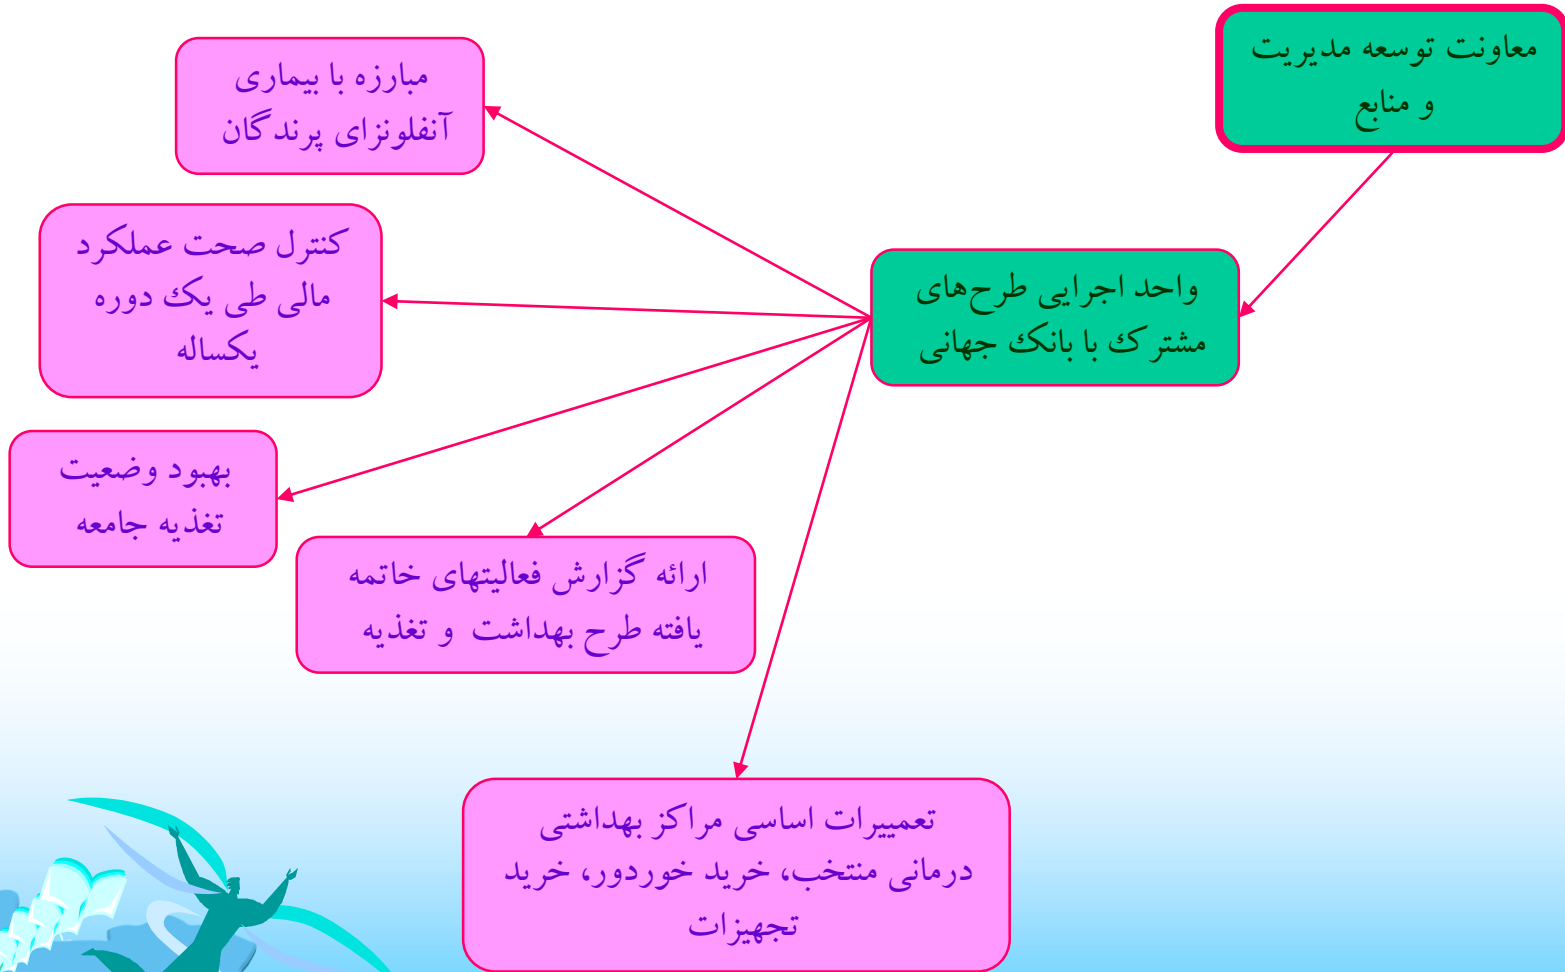 معاونت توسعه مدیریت
و منابع
مبارزه با بیماری
آنفلونزای پرندگان
واحد اجرایی طرح‌های
مشترک با بانک جهانی
کنترل صحت عملکرد
مالی طی یک دوره
یکساله
بهبود وضعیت
تغذیه جامعه
ارائه گزارش فعالیتهای خاتمه
یافته طرح بهداشت و تغذیه
تعمییرات اساسی مراکز بهداشتی
درمانی منتخب، خرید خوردور، خرید
تجهیزات